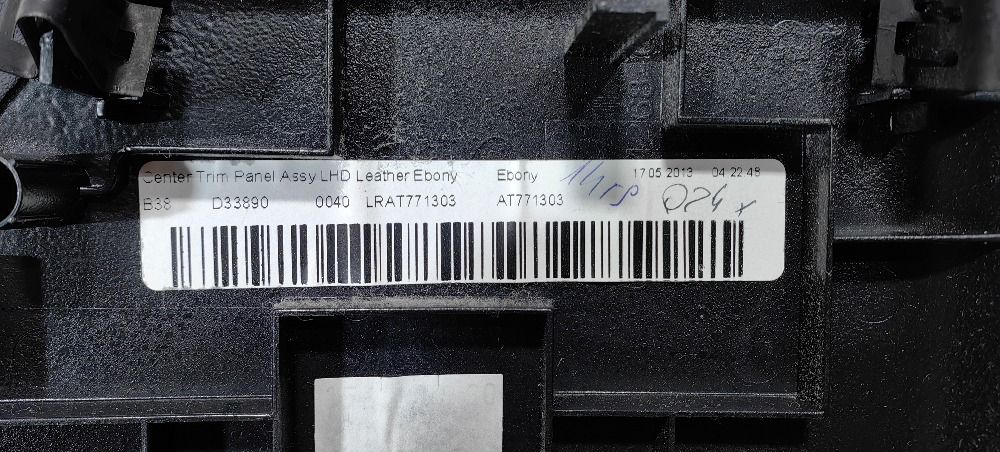 Center Trim Panel Assy LHD Leather Ebony Ebony 17.05.2013 04:22:48
B38 D33890 0040 LRAT771303 AT771303